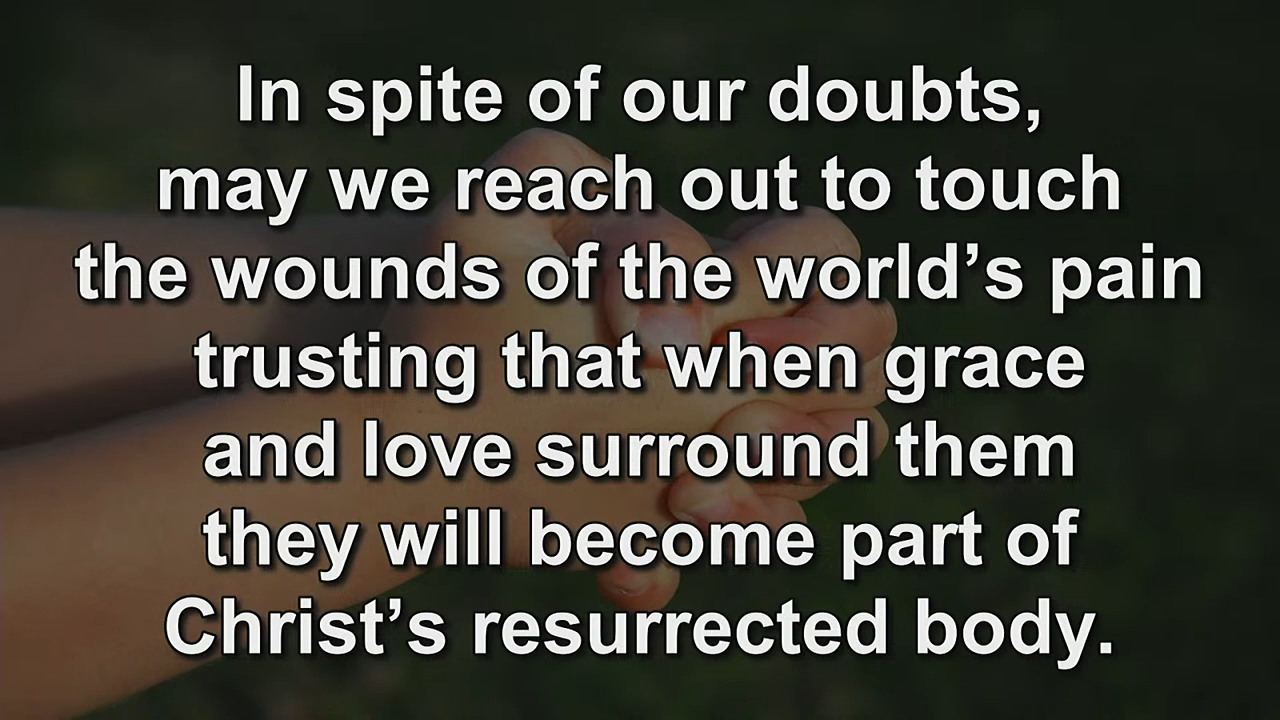 In spite of our doubts,
may we reach out to touch
the wounds of the world’s pain
trusting that when grace
and love surround them
they will become part of
Christ’s resurrected body.